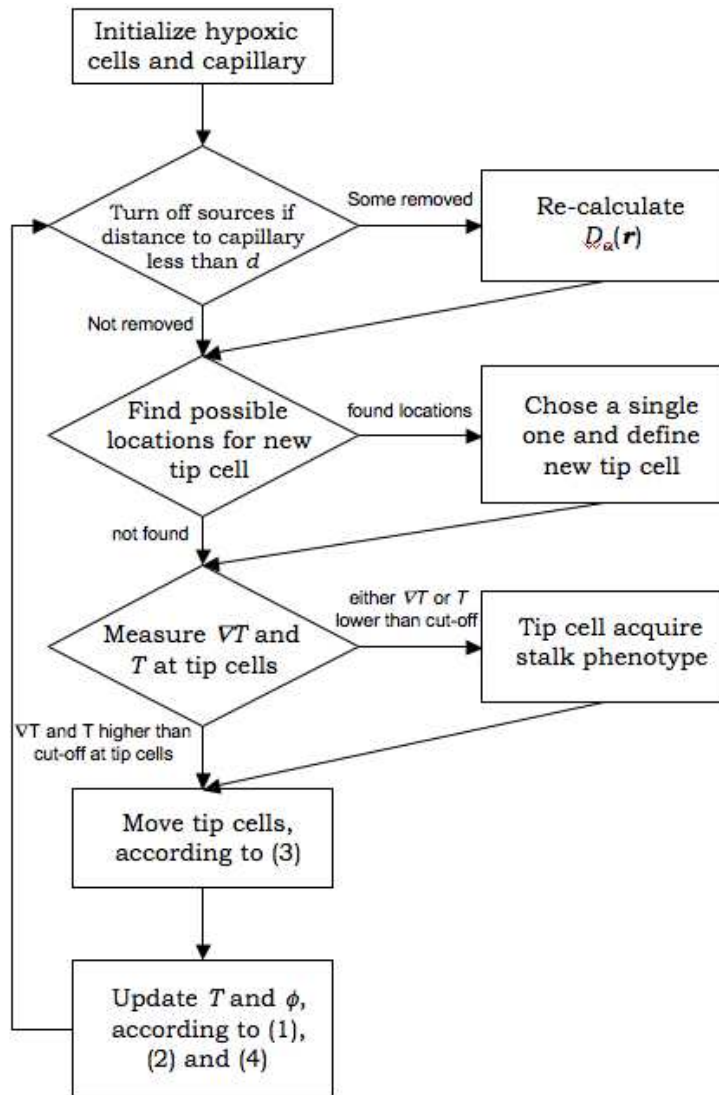 Initialize hypoxic
cells and capillary
Turn off sources if
distance to capillary
less than d
Some removed
Re-calculate
Dα(r)
Not removed
Find possible
locations for new
tip cell
found locations
Chose a single
one and define
new tip cell
not found
Measure ∇T and
T at tip cells
either ∇T or T
lower than cut-off
Tip cell acquire
stalk phenotype
∇T and T higher than
cut-off at tip cells
Move tip cells,
according to (3)
Update T and ϕ,
according to (1),
(2) and (4)